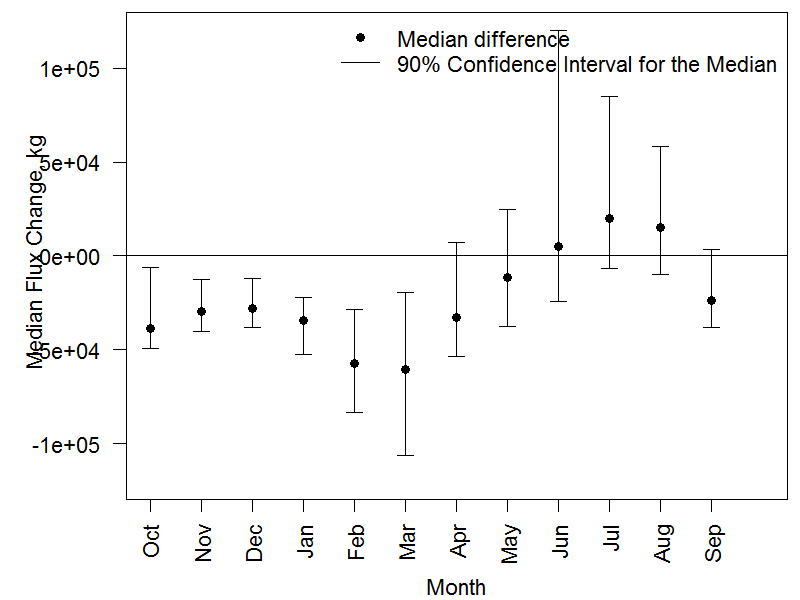 Median difference
90% Confidence Interval for the Median
1e+05
5e+04
0e+00
-5e+04
-1e+05
Median Flux Change, kg
Oct
Nov
Dec
Jan
Feb
Mar
Apr
May
Jun
Jul
Aug
Sep
Month